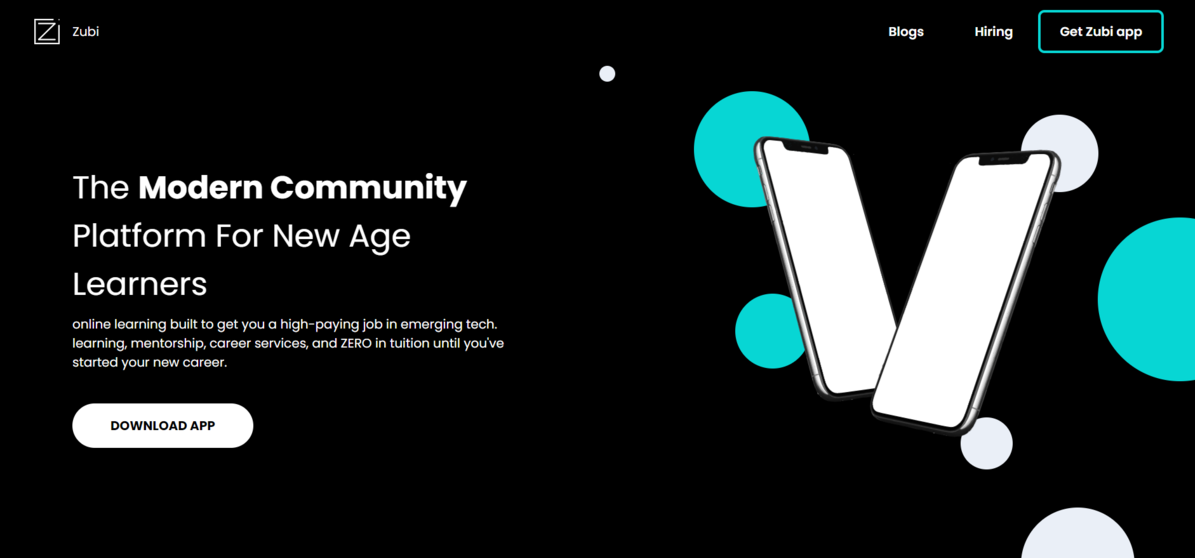 Zubi
Blogs
Hiring
Get Zubi app
The Modern Community
Platform For New Age
Learners
online learning built to get you a high-paying job in emerging tech.
learning, mentorship, career services, and ZERO in tuition until you've
started your new career.
DOWNLOAD APP